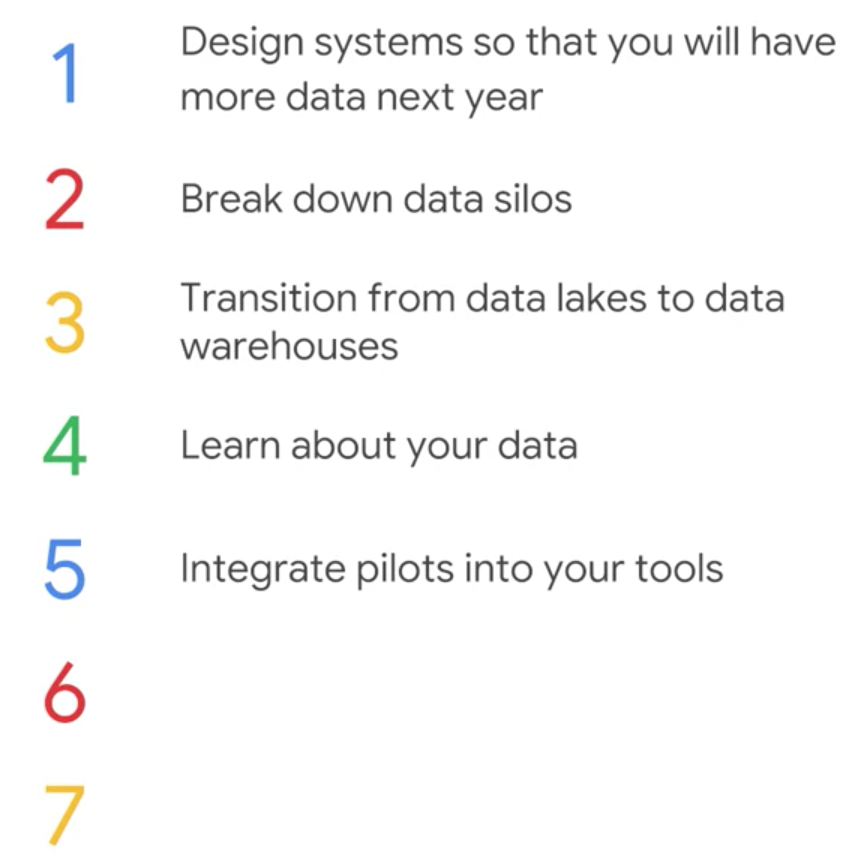 1 Design systems so that you will have
more data next year
2 Break down data silos
3 Transition from data lakes to data
warehouses
4 Learn about your data
5 Integrate pilots into your tools
6
7